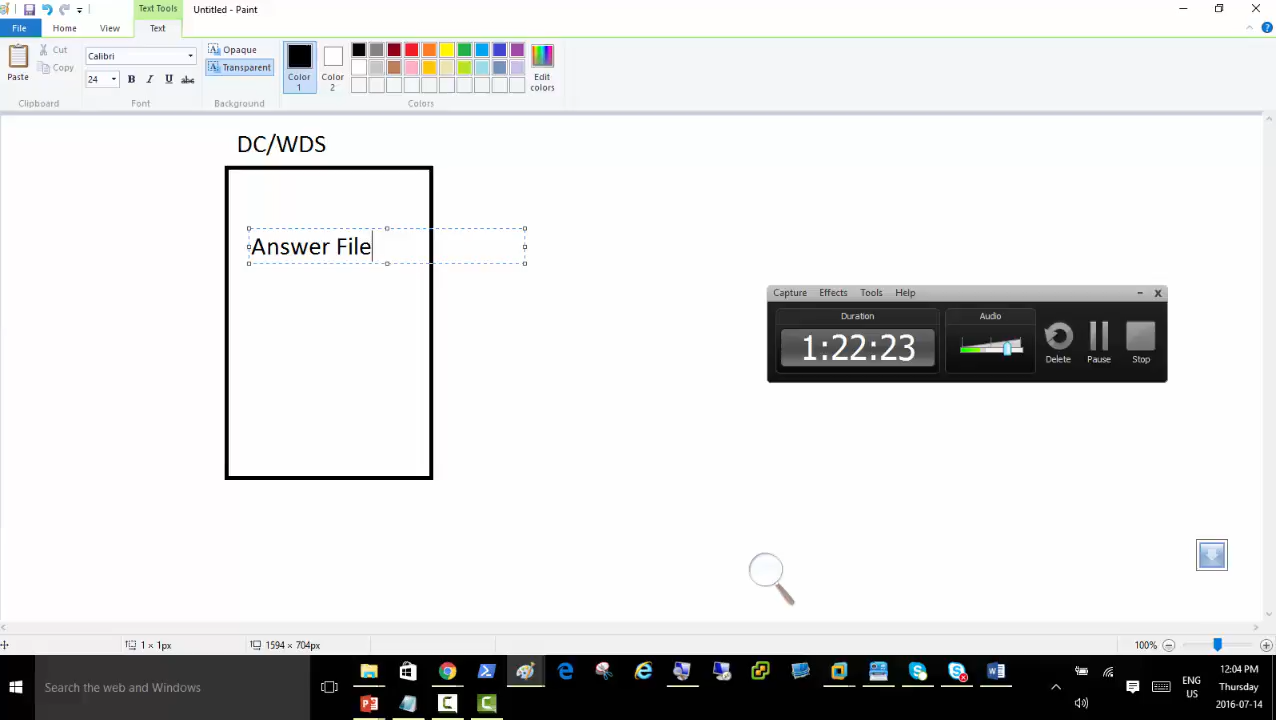 Text Tools
Untitled - Paint
File
Home
View
Text
Paste
Cut
Copy
Clipboard
Calibri
24
B I U abc
Font
Opaque
Transparent
Background
Color 1
Color 2
Edit colors
Colors
DC/WDS
Answer File
Capture Effects Tools Help
Duration
Audio
1:22:23
Delete
Pause
Stop
1 × 1px
1594 × 704px
100%
Search the web and Windows
ENG
US
12:04 PM
Thursday
2016-07-14